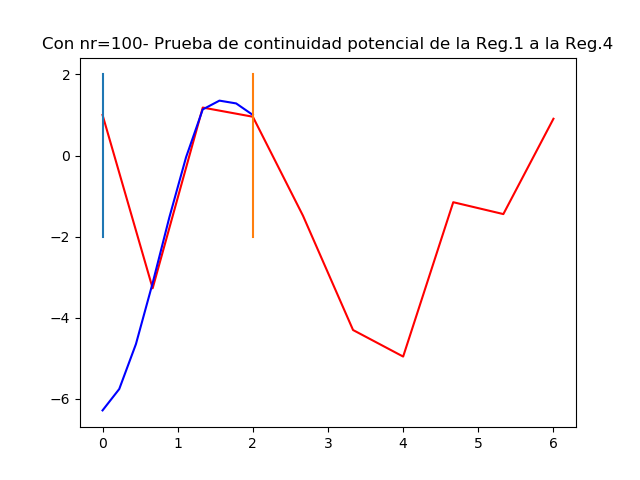 Con nr=100- Prueba de continuidad potencial de la Reg.1 a la Reg.4
2
0
−2
−4
−6
0 1 2 3 4 5 6